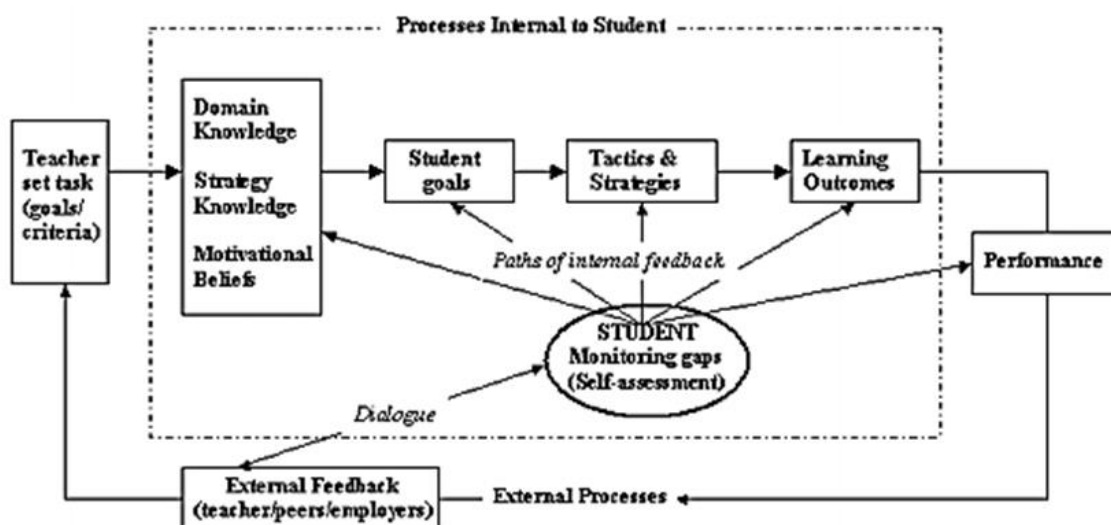 Processes Internal to Student
Domain
Knowledge
Strategy
Knowledge
Motivational
Beliefs
Teacher
set task
(goals/
criteria)
Student
goals
Tactics &
Strategies
Learning
Outcomes
Paths of internal feedback
Performance
STUDENT
Monitoring gaps
(Self-assessment)
Dialogue
External Feedback
(teacher/peers/employers)
External Processes